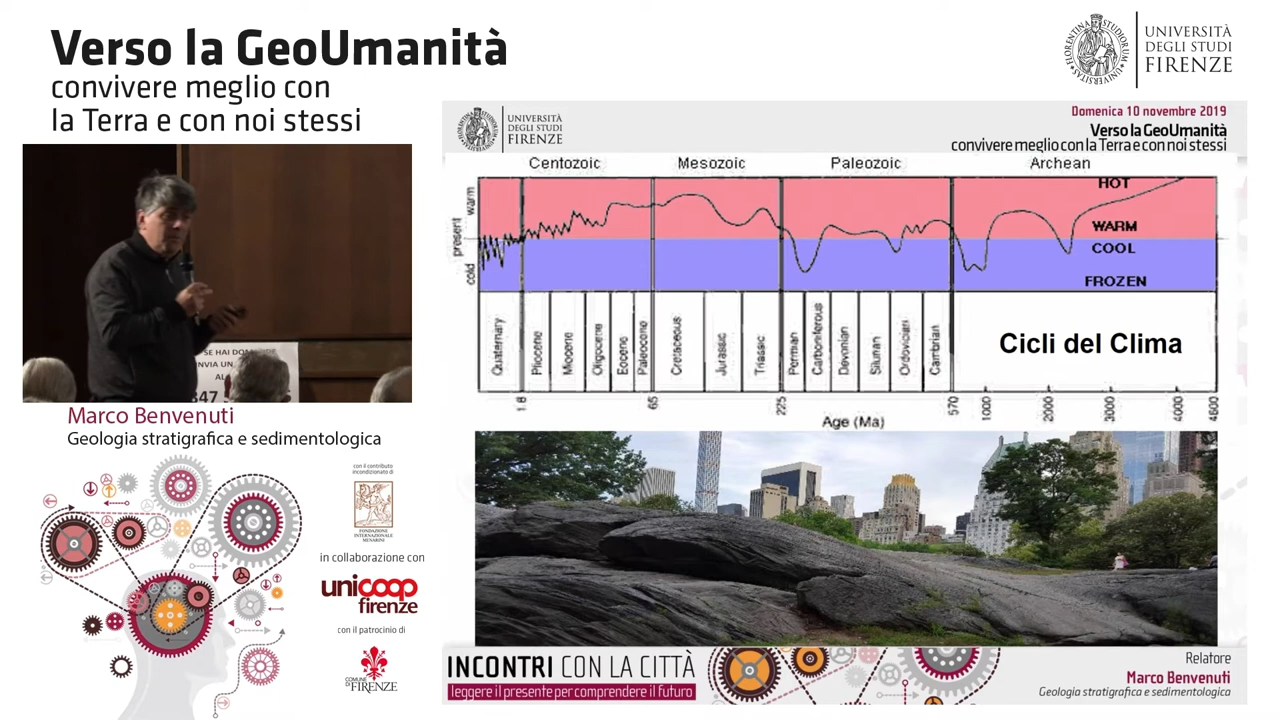 Verso la GeoUmanità
convivere meglio con
la Terra e con noi stessi
UNIVERSITÀ
DEGLI STUDI
FIRENZE
SE HAI DOM
INVIA UN
AL
Marco Benvenuti
Geologia stratigrafica e sedimentologica
con il contributo
incondizionato di
FONDAZIONE
INTERNAZIONALE
MENARINI
in collaborazione con
unicoop
firenze
con il patrocinio di
COMUNE
DI FIRENZE
UNIVERSITÀ
DEGLI STUDI
FIRENZE
Domenica 10 novembre 2019
Verso la GeoUmanità
convivere meglio con la Terra e con noi stessi
Centozoic Mesozoic Paleozoic Archean
warm
present
cold
HOT
WARM
COOL
FROZEN
Quaternary Pliocene Miocene Oligocene Eocene Paleocene Cretaceous Jurassic Triassic Permian Carboniferous Devonian Silurian Ordovician Cambrian
Cicli del Clima
1.8 65 225 570 1000 2000 3000 4000 4600
Age (Ma)
INCONTRI CON LA CITTÀ
leggere il presente per comprendere il futuro
Relatore
Marco Benvenuti
Geologia stratigrafica e sedimentologica